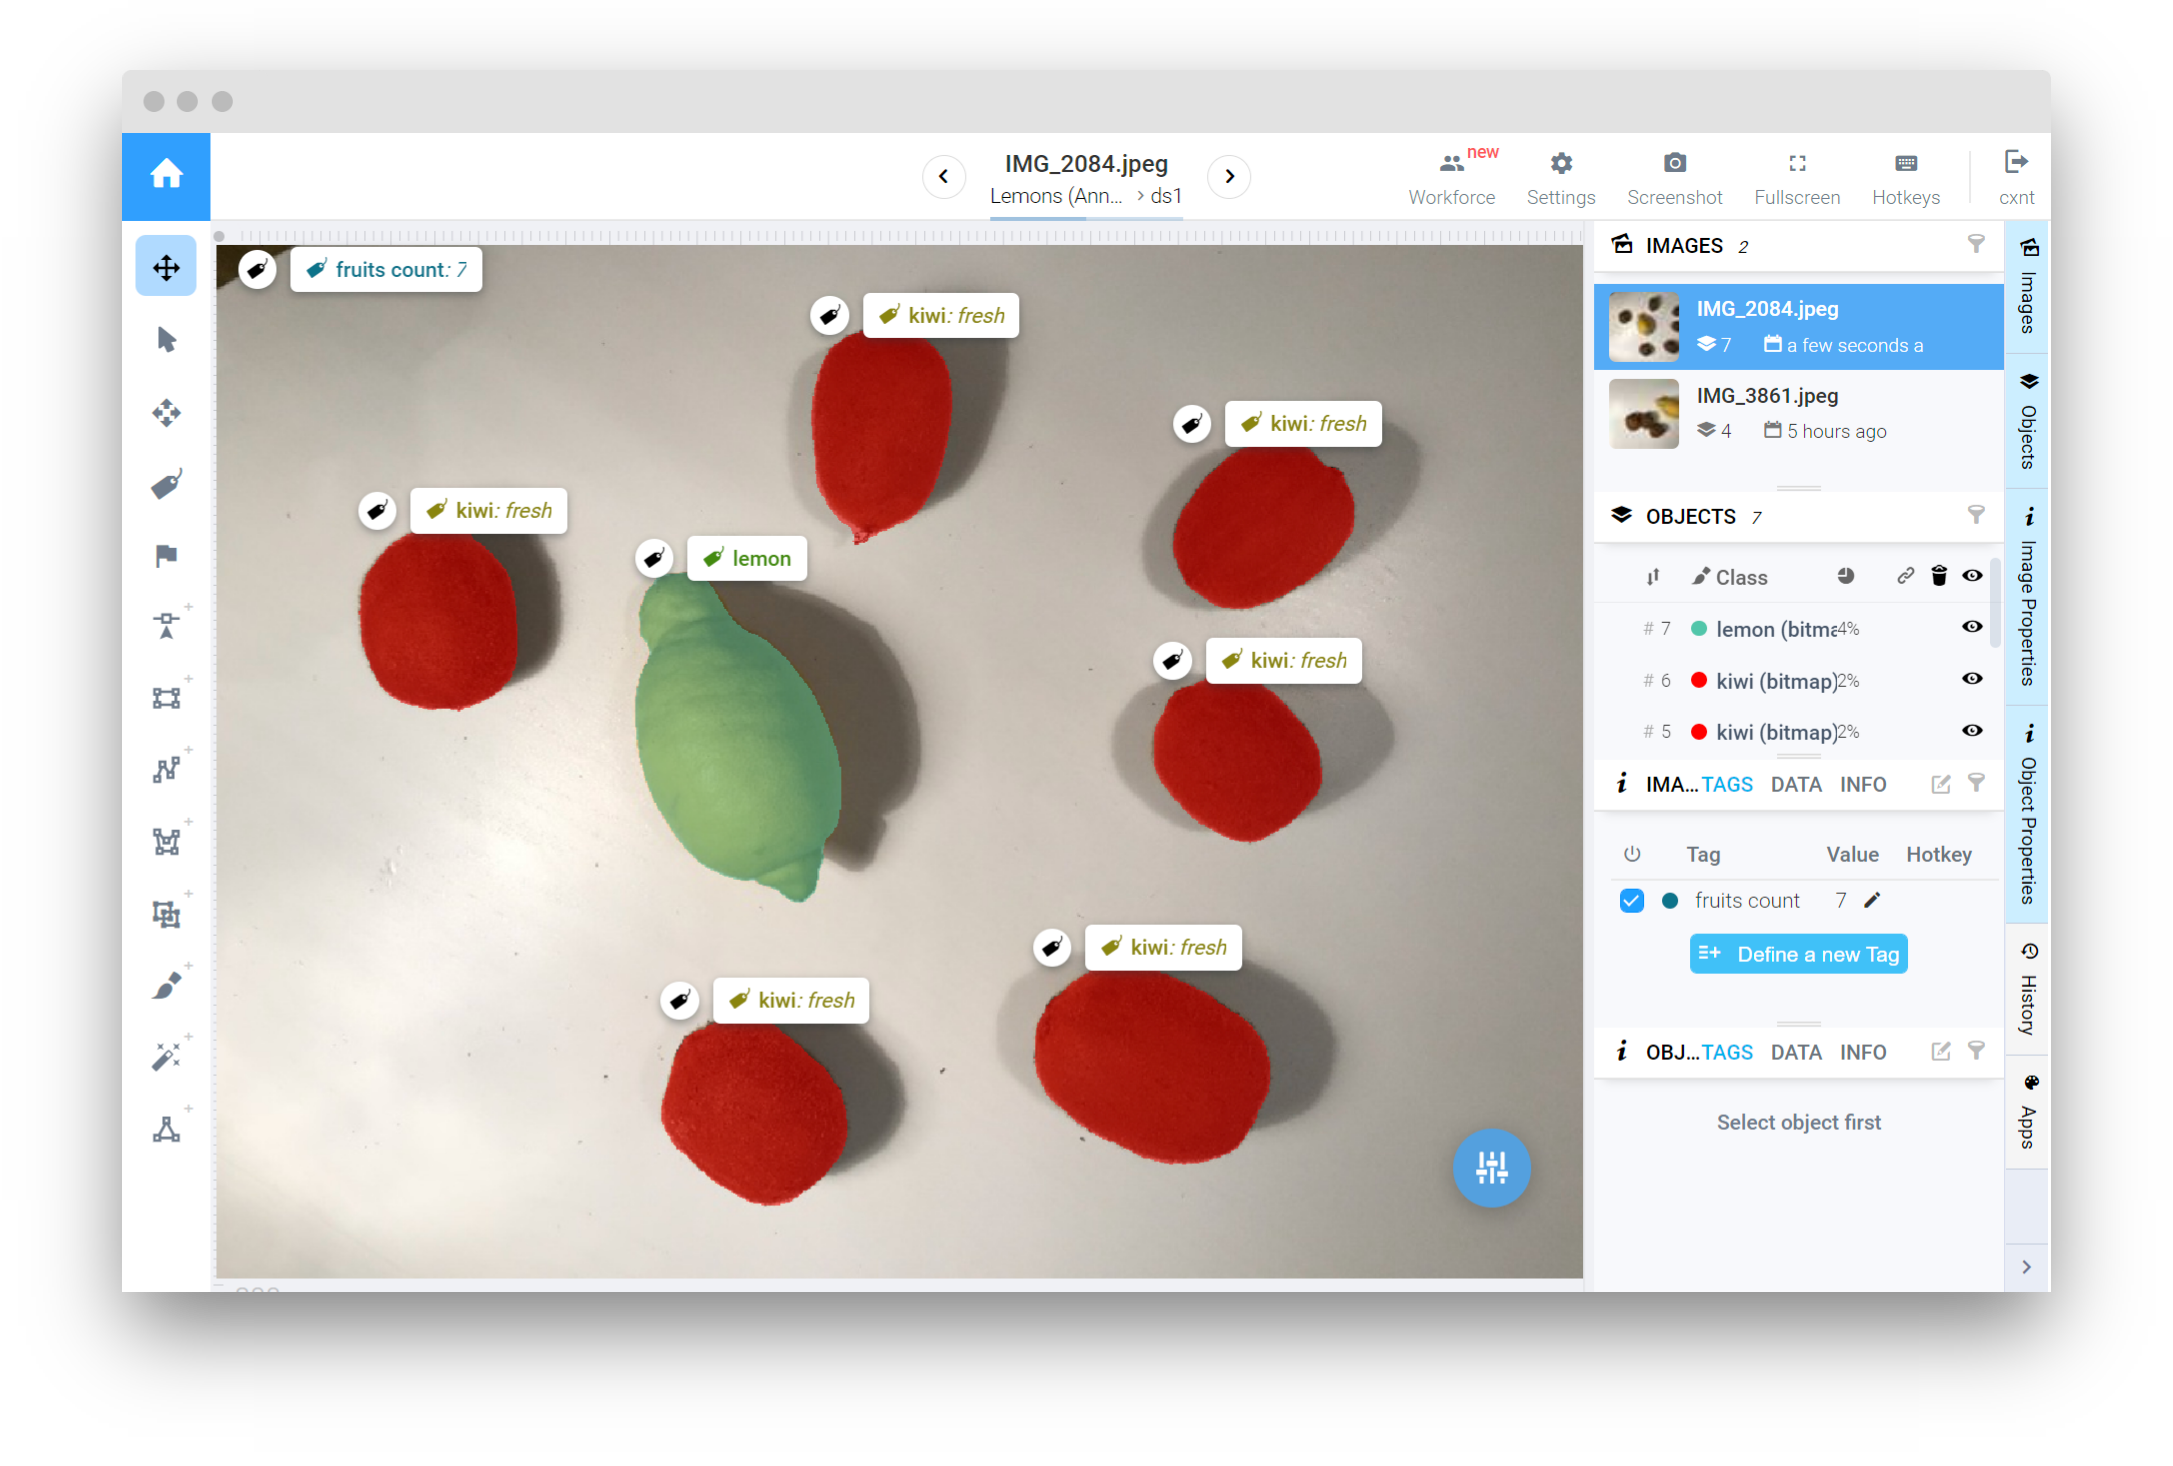 IMG_2084.jpeg
Lemons (Ann... > ds1
new
Workforce
Settings
Screenshot
Fullscreen
Hotkeys
cxnt
fruits count: 7
kiwi: fresh
kiwi: fresh
kiwi: fresh
lemon
kiwi: fresh
kiwi: fresh
kiwi: fresh
IMAGES 2
IMG_2084.jpeg
7 a few seconds a
IMG_3861.jpeg
4 5 hours ago
OBJECTS 7
Class
# 7 lemon (bitma 4%
# 6 kiwi (bitmap) 2%
# 5 kiwi (bitmap) 2%
IMA... TAGS DATA INFO
Tag Value Hotkey
fruits count 7
Define a new Tag
OBJ... TAGS DATA INFO
Select object first
Images
Objects
Image Properties
Object Properties
History
Apps